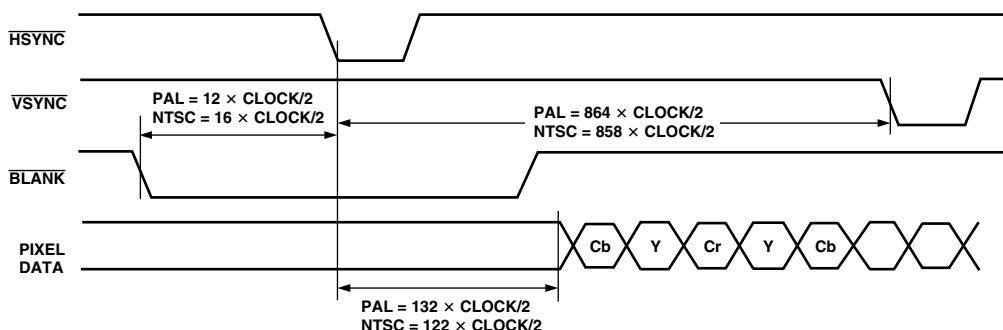 HSYNC
VSYNC
PAL = 12 × CLOCK/2
NTSC = 16 × CLOCK/2
PAL = 864 × CLOCK/2
NTSC = 858 × CLOCK/2
BLANK
PIXEL
DATA
Cb Y Cr Y Cb
PAL = 132 × CLOCK/2
NTSC = 122 × CLOCK/2